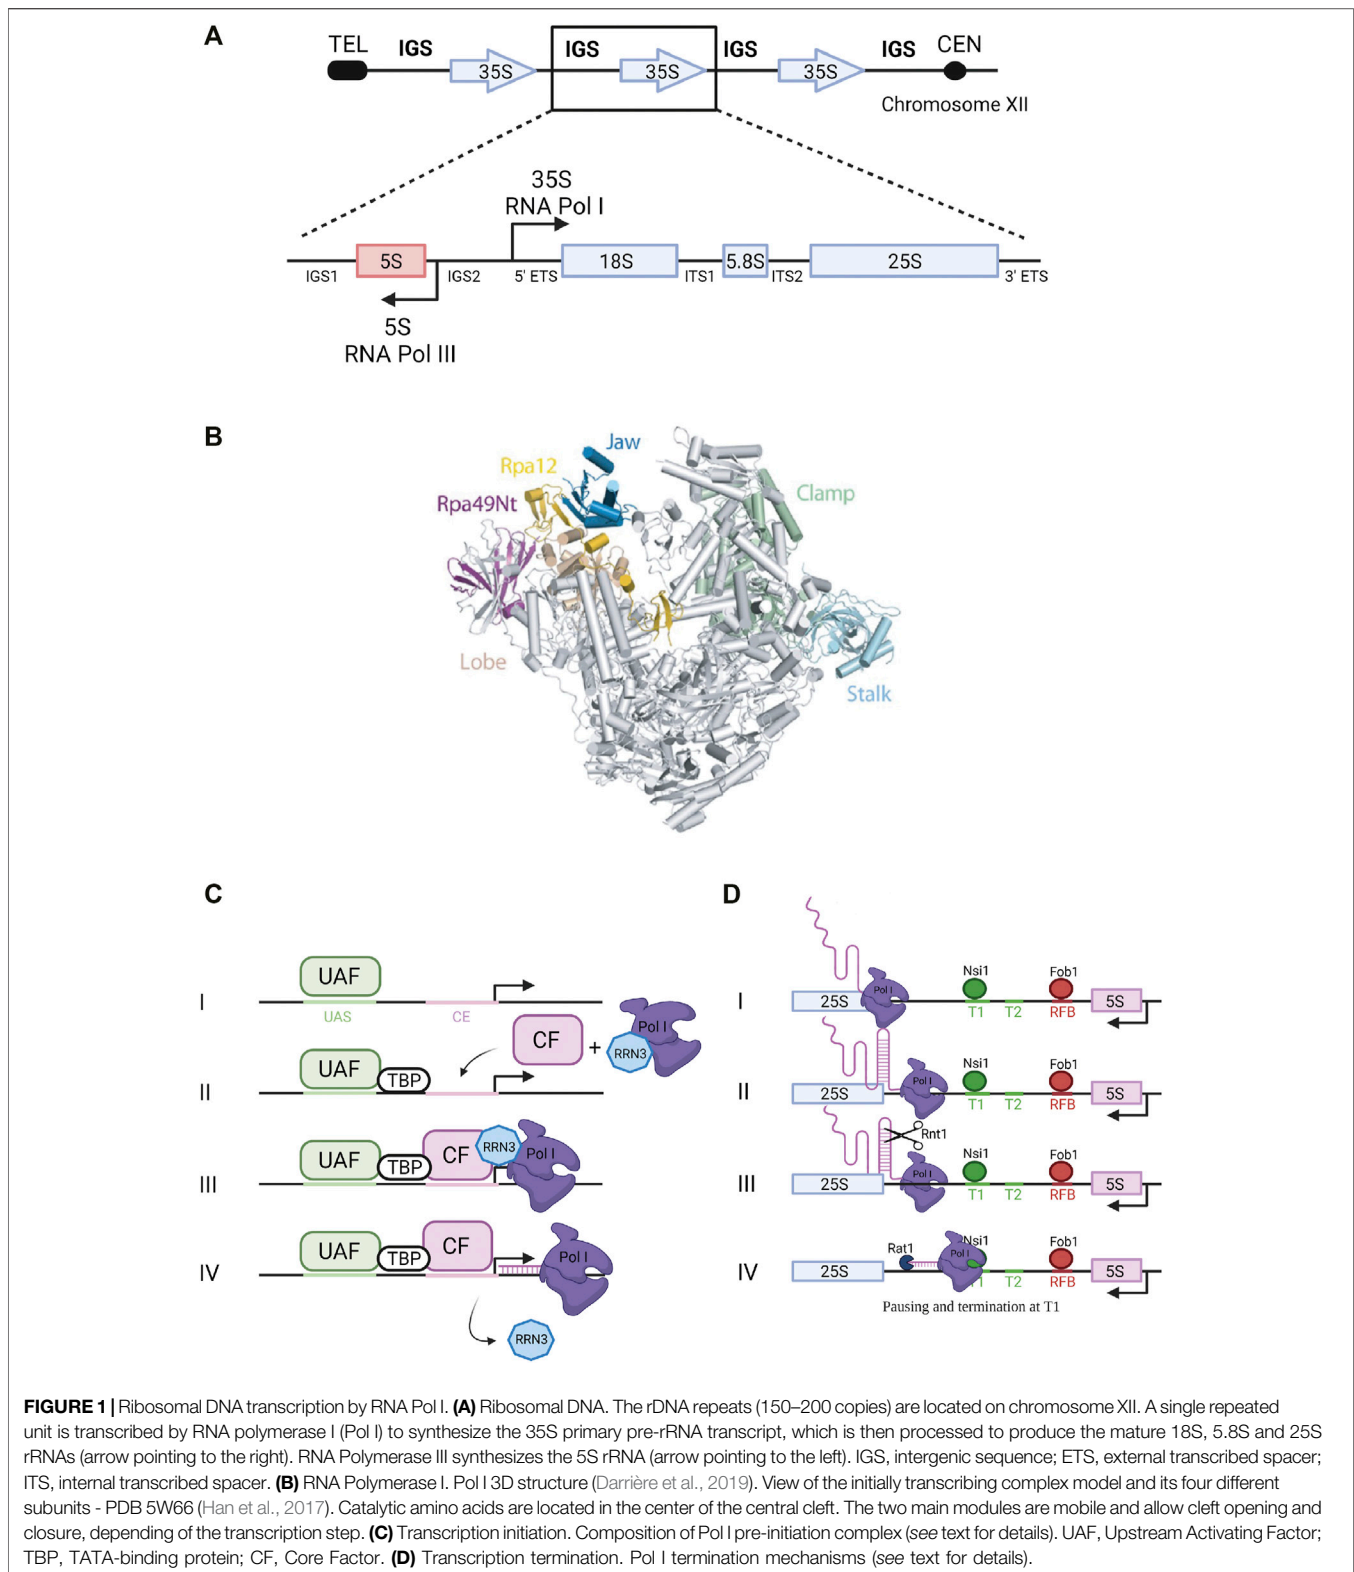 A
TEL IGS 35S IGS 35S IGS 35S IGS CEN
Chromosome XII
35S
RNA Pol I
5S 18S 5.8S 25S
IGS1 IGS2 5' ETS ITS1 ITS2 3' ETS
5S
RNA Pol III
B
Jaw
Rpa12
Rpa49Nt
Clamp
Lobe
Stalk
C
I
UAF
UAS CE
CF + RRN3 Pol I
II
UAF TBP
III
UAF TBP CF RRN3 Pol I
IV
UAF TBP CF Pol I
RRN3
D
I
25S Pol I Nsi1 T1 T2 Fob1 RFB 5S
II
25S Pol I Nsi1 T1 T2 Fob1 RFB 5S
III
25S Pol I Rnt1 Nsi1 T1 T2 Fob1 RFB 5S
IV
25S Rat1 Pol I Nsi1 T1 T2 Fob1 RFB 5S
Pausing and termination at T1
FIGURE 1 | Ribosomal DNA transcription by RNA Pol I. (A) Ribosomal DNA. The rDNA repeats (150–200 copies) are located on chromosome XII. A single repeated
unit is transcribed by RNA polymerase I (Pol I) to synthesize the 35S primary pre-rRNA transcript, which is then processed to produce the mature 18S, 5.8S and 25S
rRNAs (arrow pointing to the right). RNA Polymerase III synthesizes the 5S rRNA (arrow pointing to the left). IGS, intergenic sequence; ETS, external transcribed spacer;
ITS, internal transcribed spacer. (B) RNA Polymerase I. Pol I 3D structure (Darrière et al., 2019). View of the initially transcribing complex model and its four different
subunits - PDB 5W66 (Han et al., 2017). Catalytic amino acids are located in the center of the central cleft. The two main modules are mobile and allow cleft opening and
closure, depending of the transcription step. (C) Transcription initiation. Composition of Pol I pre-initiation complex (see text for details). UAF, Upstream Activating Factor;
TBP, TATA-binding protein; CF, Core Factor. (D) Transcription termination. Pol I termination mechanisms (see text for details).